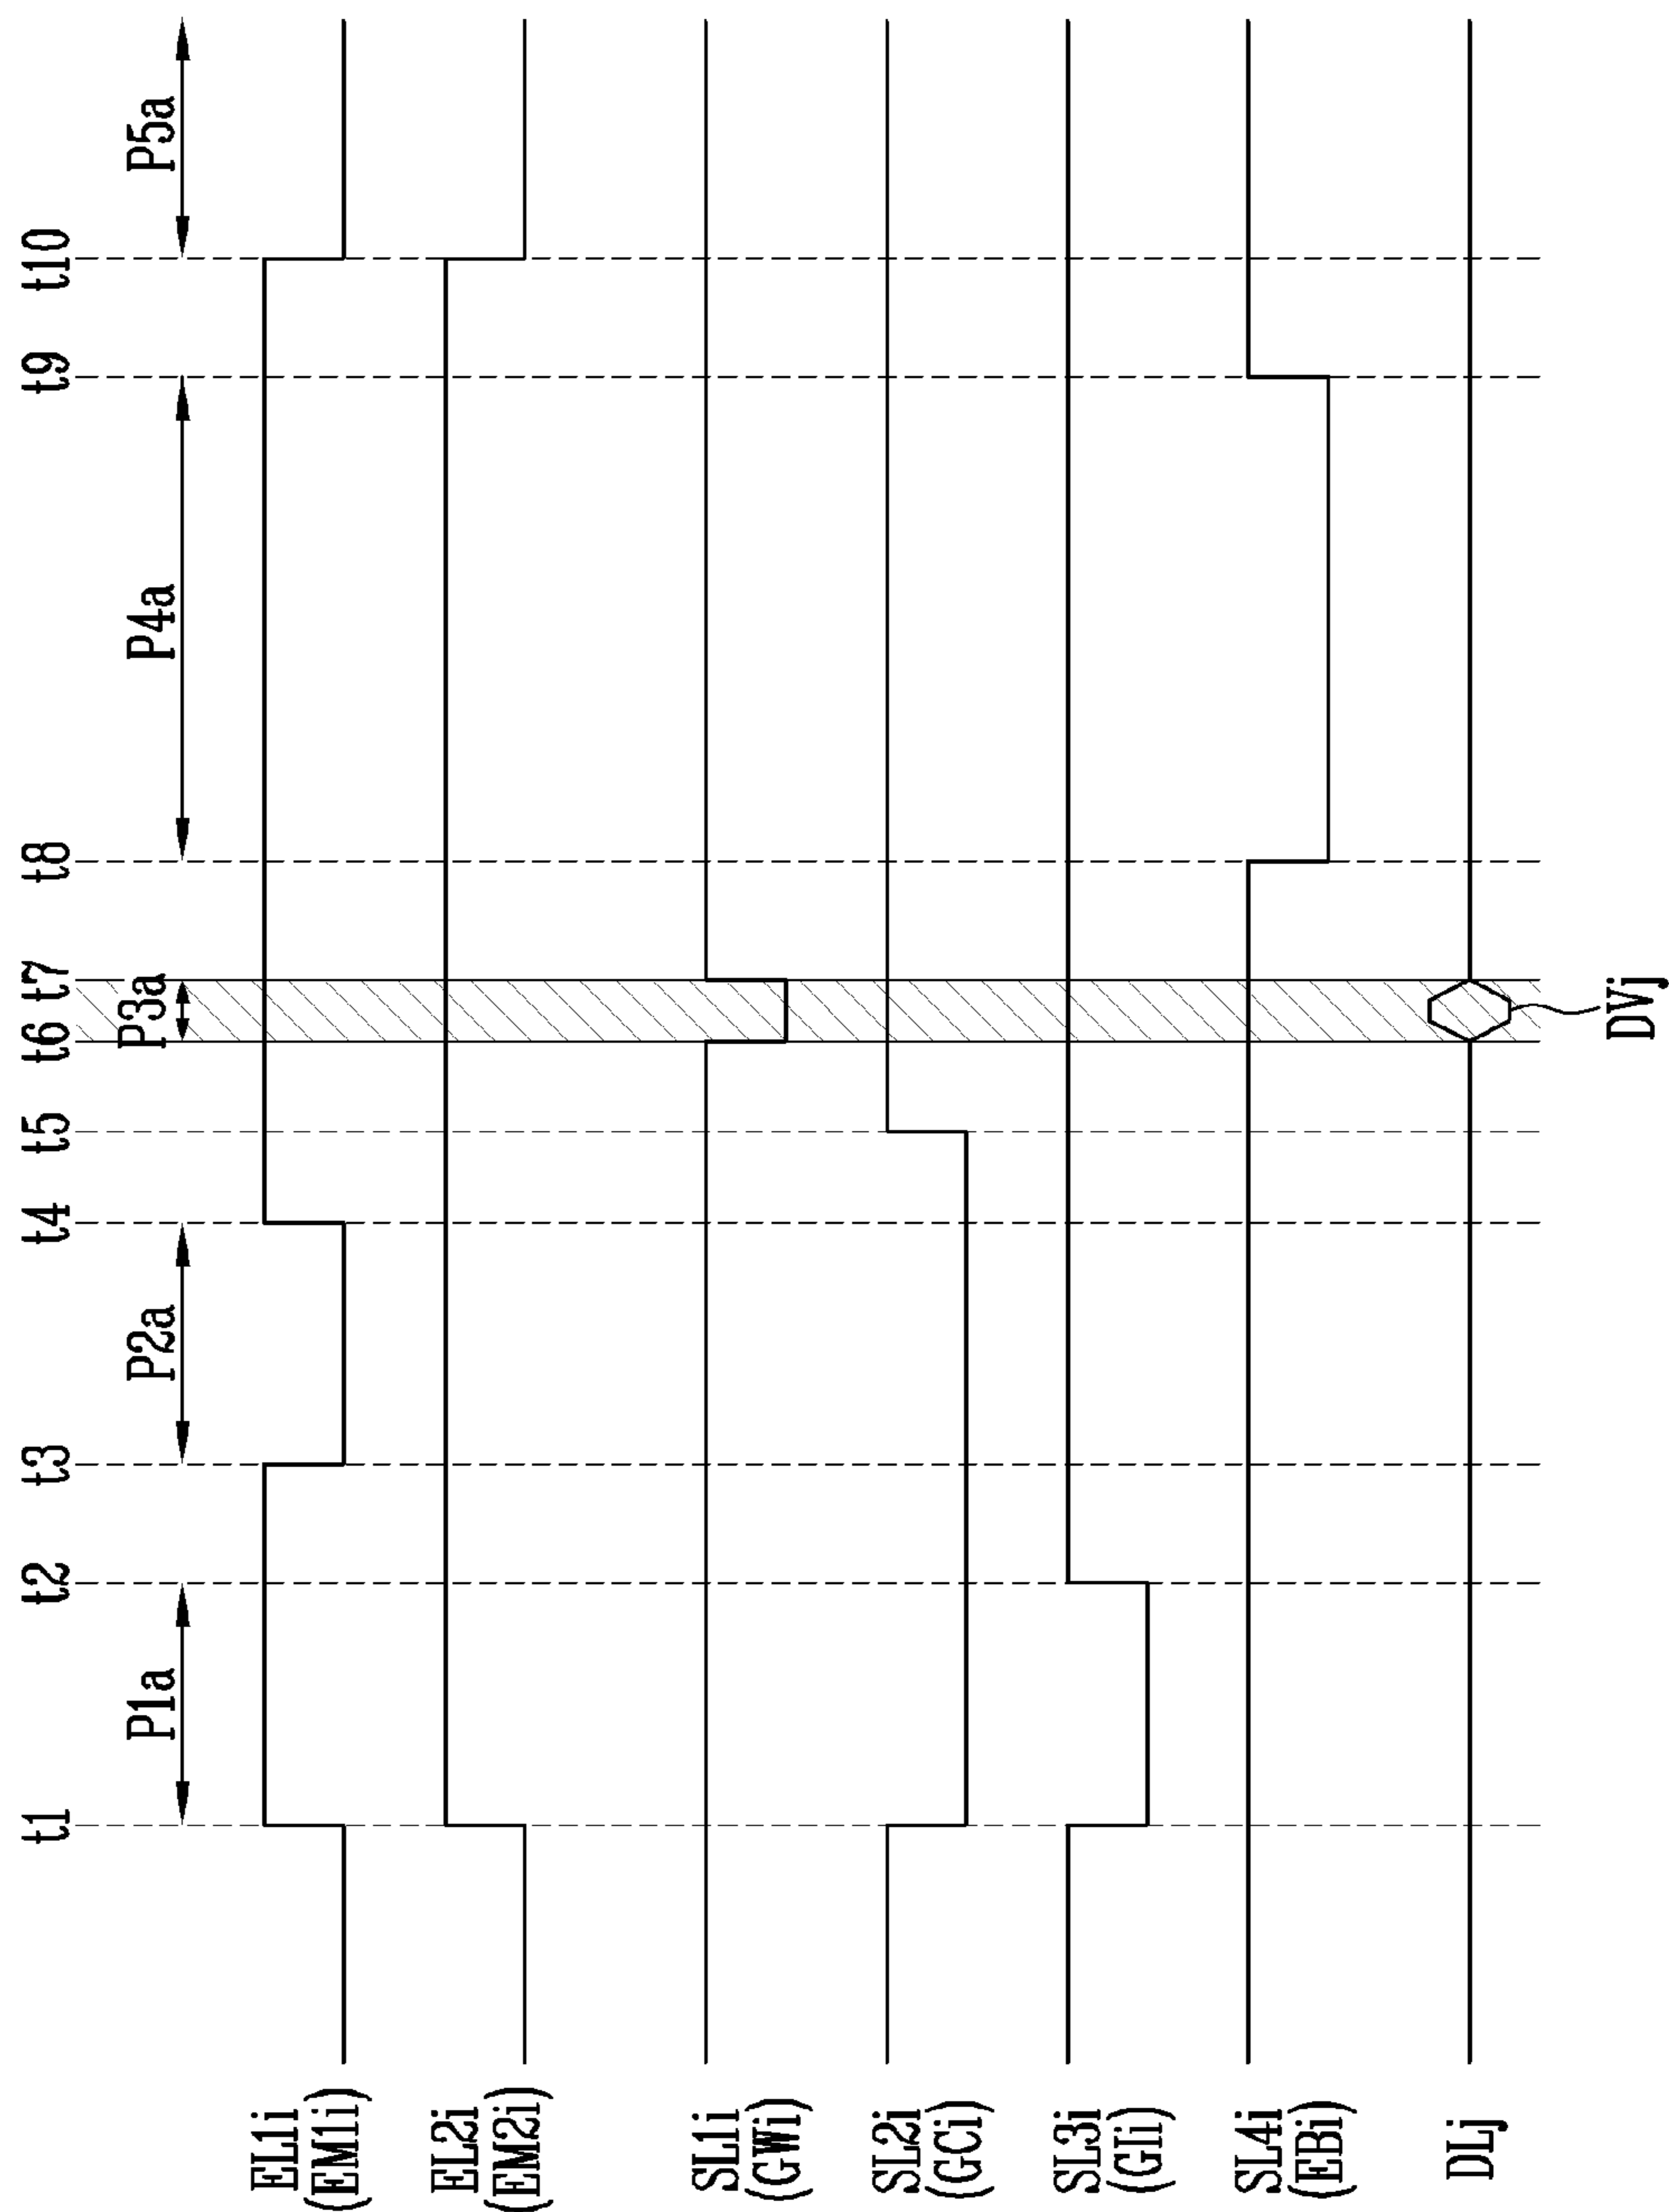 t1
t2
t3
t4
t5
t6
t7
t8
t9
t10
P1a
P2a
P3a
P4a
P5a
EL1i
(EM1i)
EL2i
(EM2i)
SL1i
(GWi)
SL2i
(GCi)
SL3i
(GIi)
SL4i
(EBi)
DLj
DVj